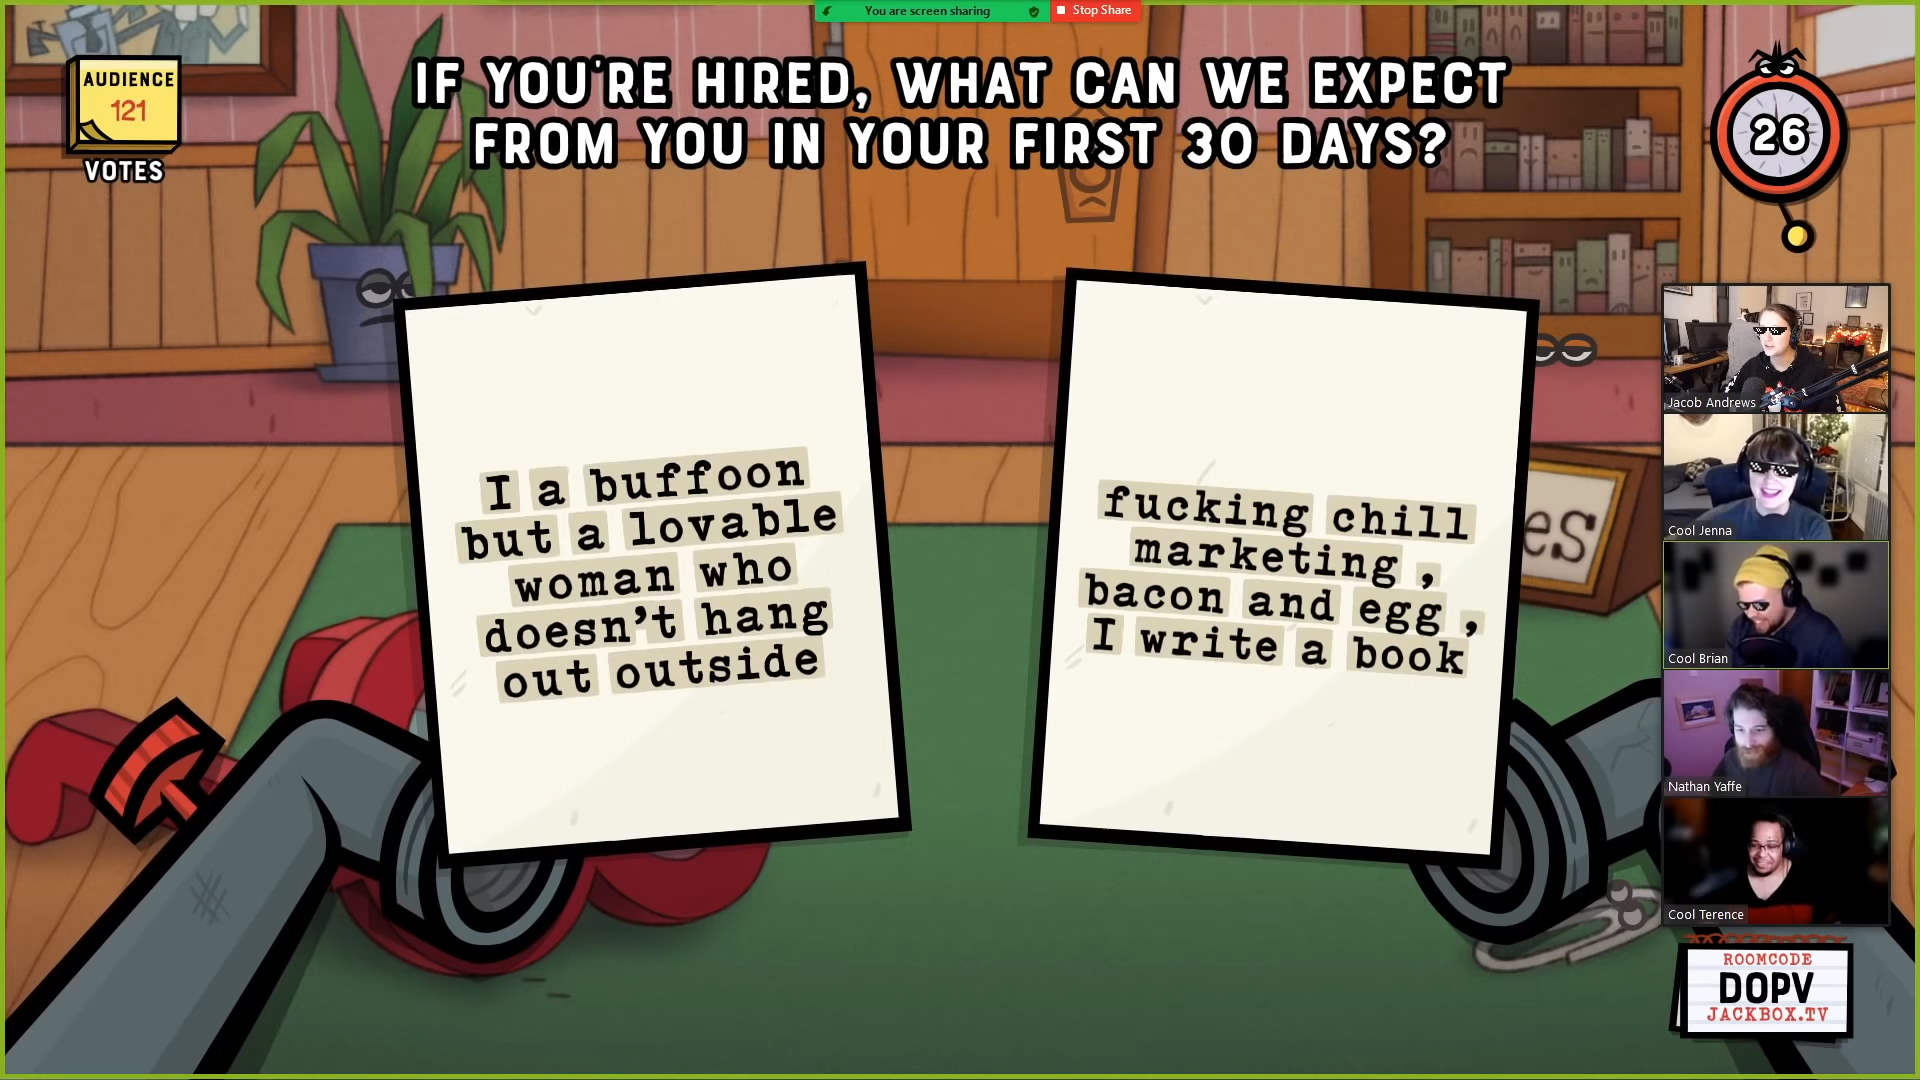 You are screen sharing
Stop Share
AUDIENCE
121
VOTES
IF YOU'RE HIRED, WHAT CAN WE EXPECT
FROM YOU IN YOUR FIRST 30 DAYS?
26
I a buffoon
but a lovable
woman who
doesn't hang
out outside
fucking chill
marketing ,
bacon and egg ,
I write a book
es
Jacob Andrews
Cool Jenna
Cool Brian
Nathan Yaffe
Cool Terence
ROOMCODE
DOPV
JACKBOX.TV